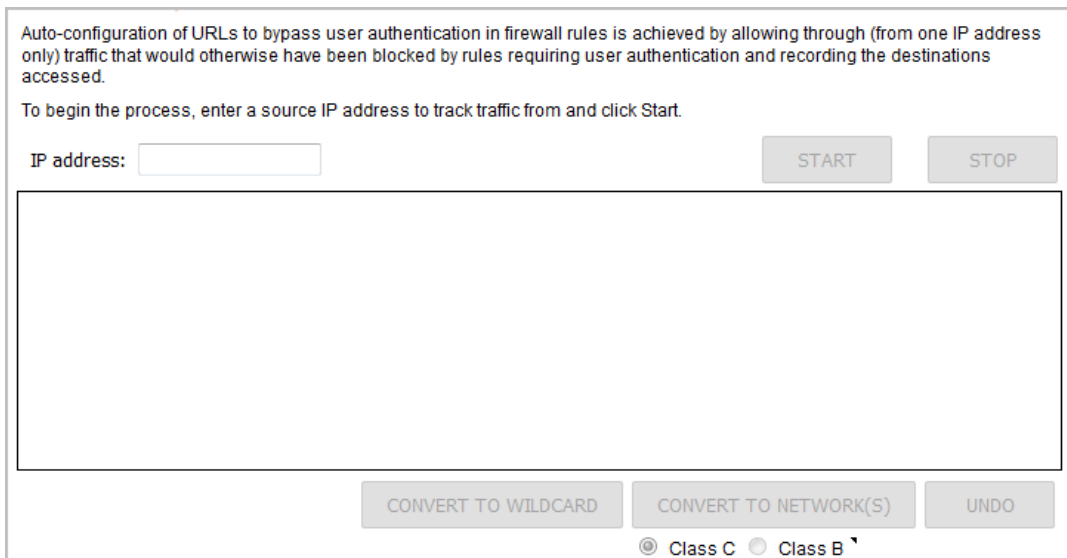 Auto-configuration of URLs to bypass user authentication in firewall rules is achieved by allowing through (from one IP address
only) traffic that would otherwise have been blocked by rules requiring user authentication and recording the destinations
accessed.
To begin the process, enter a source IP address to track traffic from and click Start.
IP address: START STOP
CONVERT TO WILDCARD CONVERT TO NETWORK(S) UNDO
Class C Class B